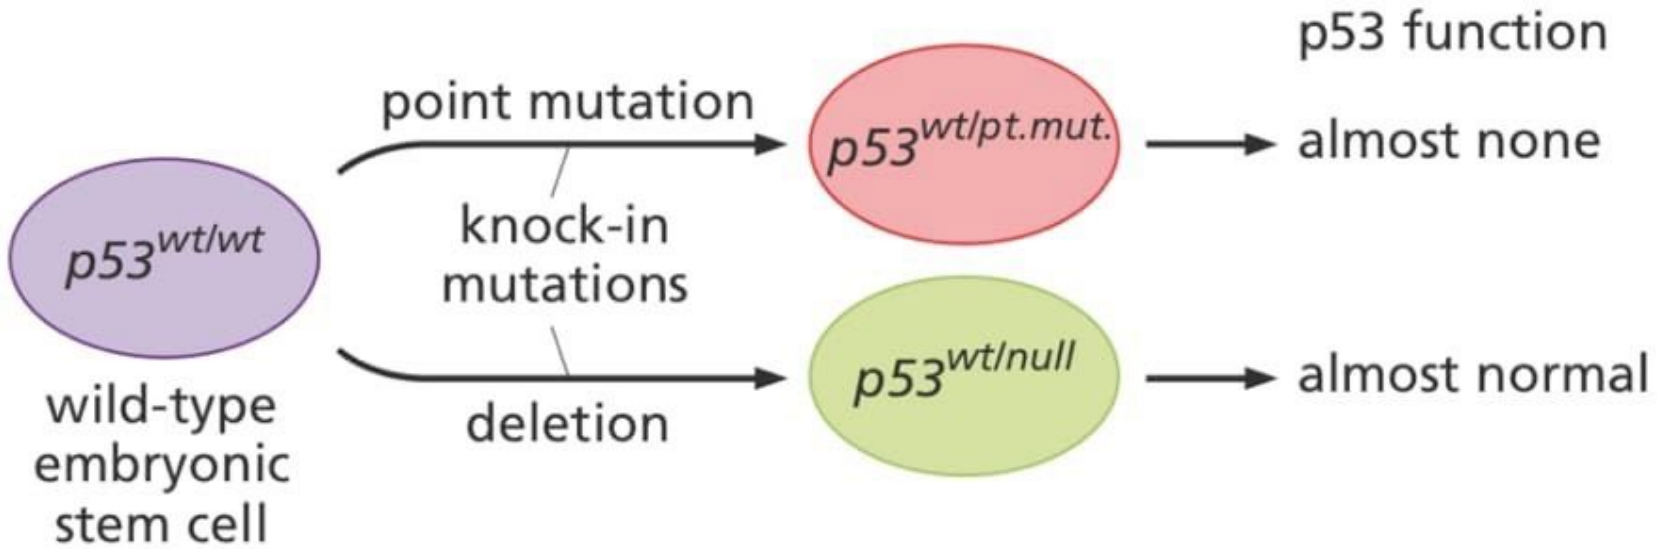 p53 function
point mutation
p53wt/pt.mut.
almost none
p53wt/wt
knock-in
mutations
p53wt/null
almost normal
deletion
wild-type
embryonic
stem cell